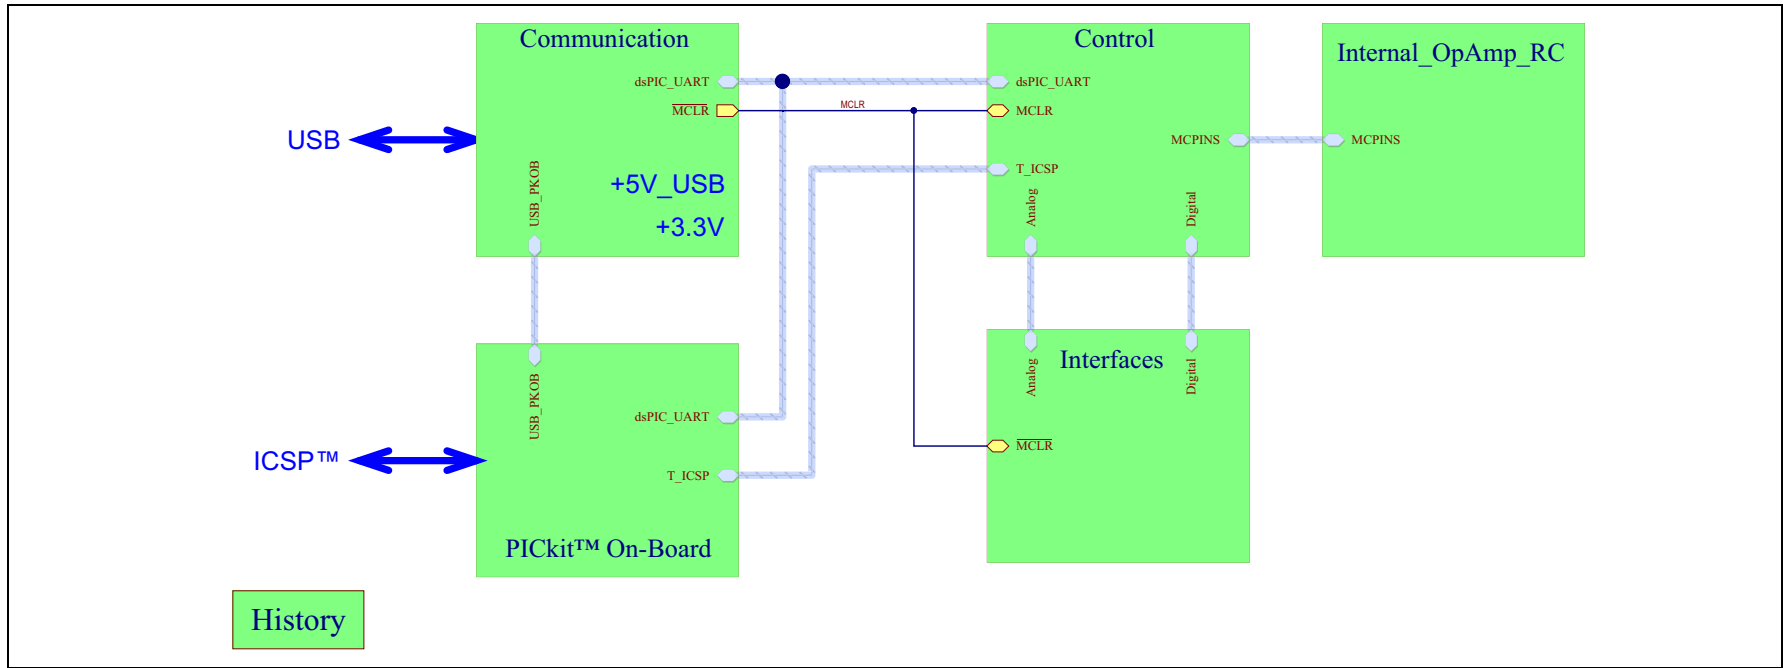 Communication
dsPIC_UART
MCLR
USB
USB_PKOB
+5V_USB
+3.3V
MCLR
Control
dsPIC_UART
MCLR
T_ICSP
MCPINS
Analog
Digital
Internal_OpAmp_RC
MCPINS
USB_PKOB
dsPIC_UART
T_ICSP
ICSP™
PICkit™ On-Board
Analog
Interfaces
Digital
MCLR
History